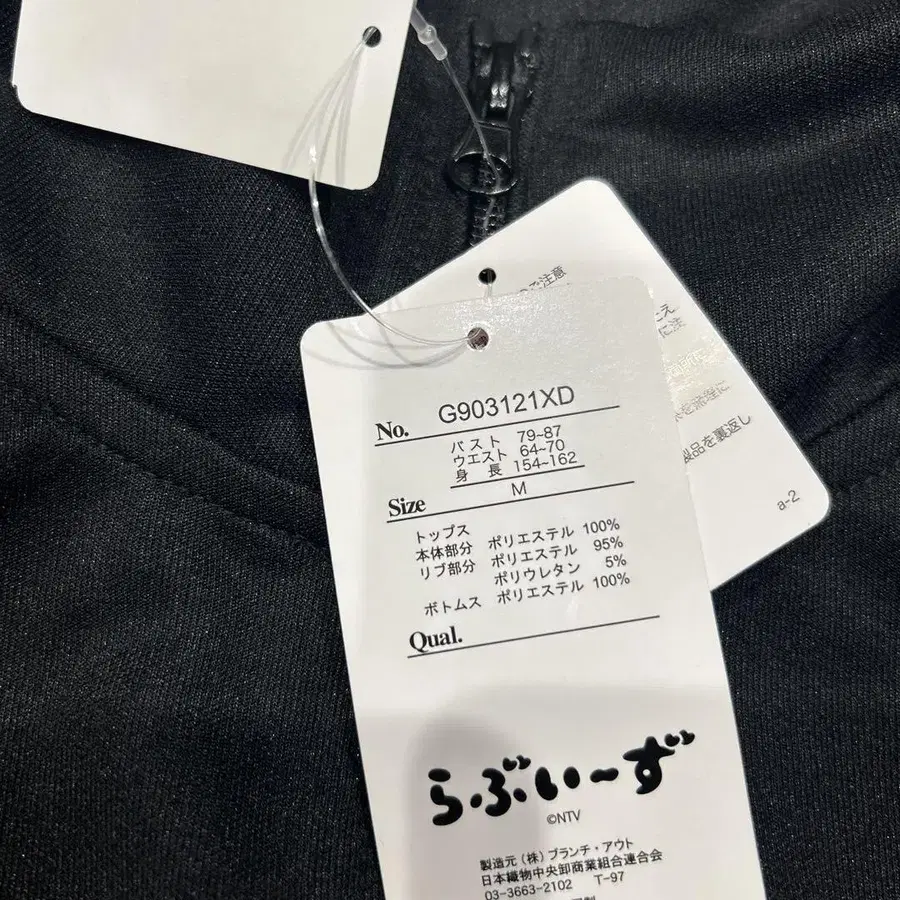 No. G903121XD
バスト 79~87
ウエスト 64~70
身長 154~162
Size M
トップス
本体部分 ポリエステル 100%
リブ部分 ポリエステル 95%
ポリウレタン 5%
ボトムス ポリエステル 100%
Qual.
らぶい~ず
©NTV
製造元(株)ブランチ・アウト
日本織物中央卸商業組合連合会
03-3663-2102 T-97
ご注意
製品を裏返し
a-2